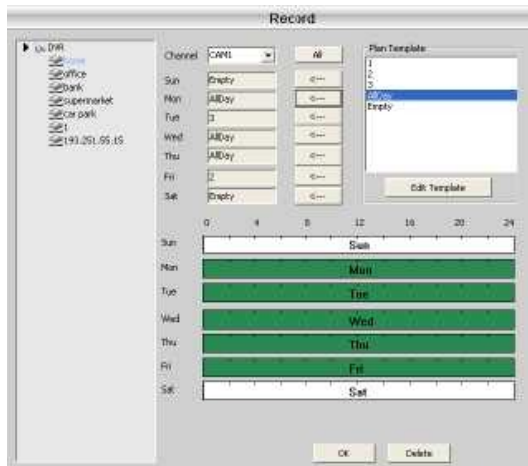 Record
DVR
home
office
bank
supermarket
car park
1
193.251.55.15
Channel CAM1 All
Sun Empty <---
Mon AllDay <---
Tue 3 <---
Wed AllDay <---
Thu AllDay <---
Fri 2 <---
Sat Empty <---
Plan Template
1
2
3
AllDay
Empty
Edit Template
0 4 8 12 16 20 24
Sun Sun
Mon Mon
Tue Tue
Wed Wed
Thu Thu
Fri Fri
Sat Sat
OK Delete